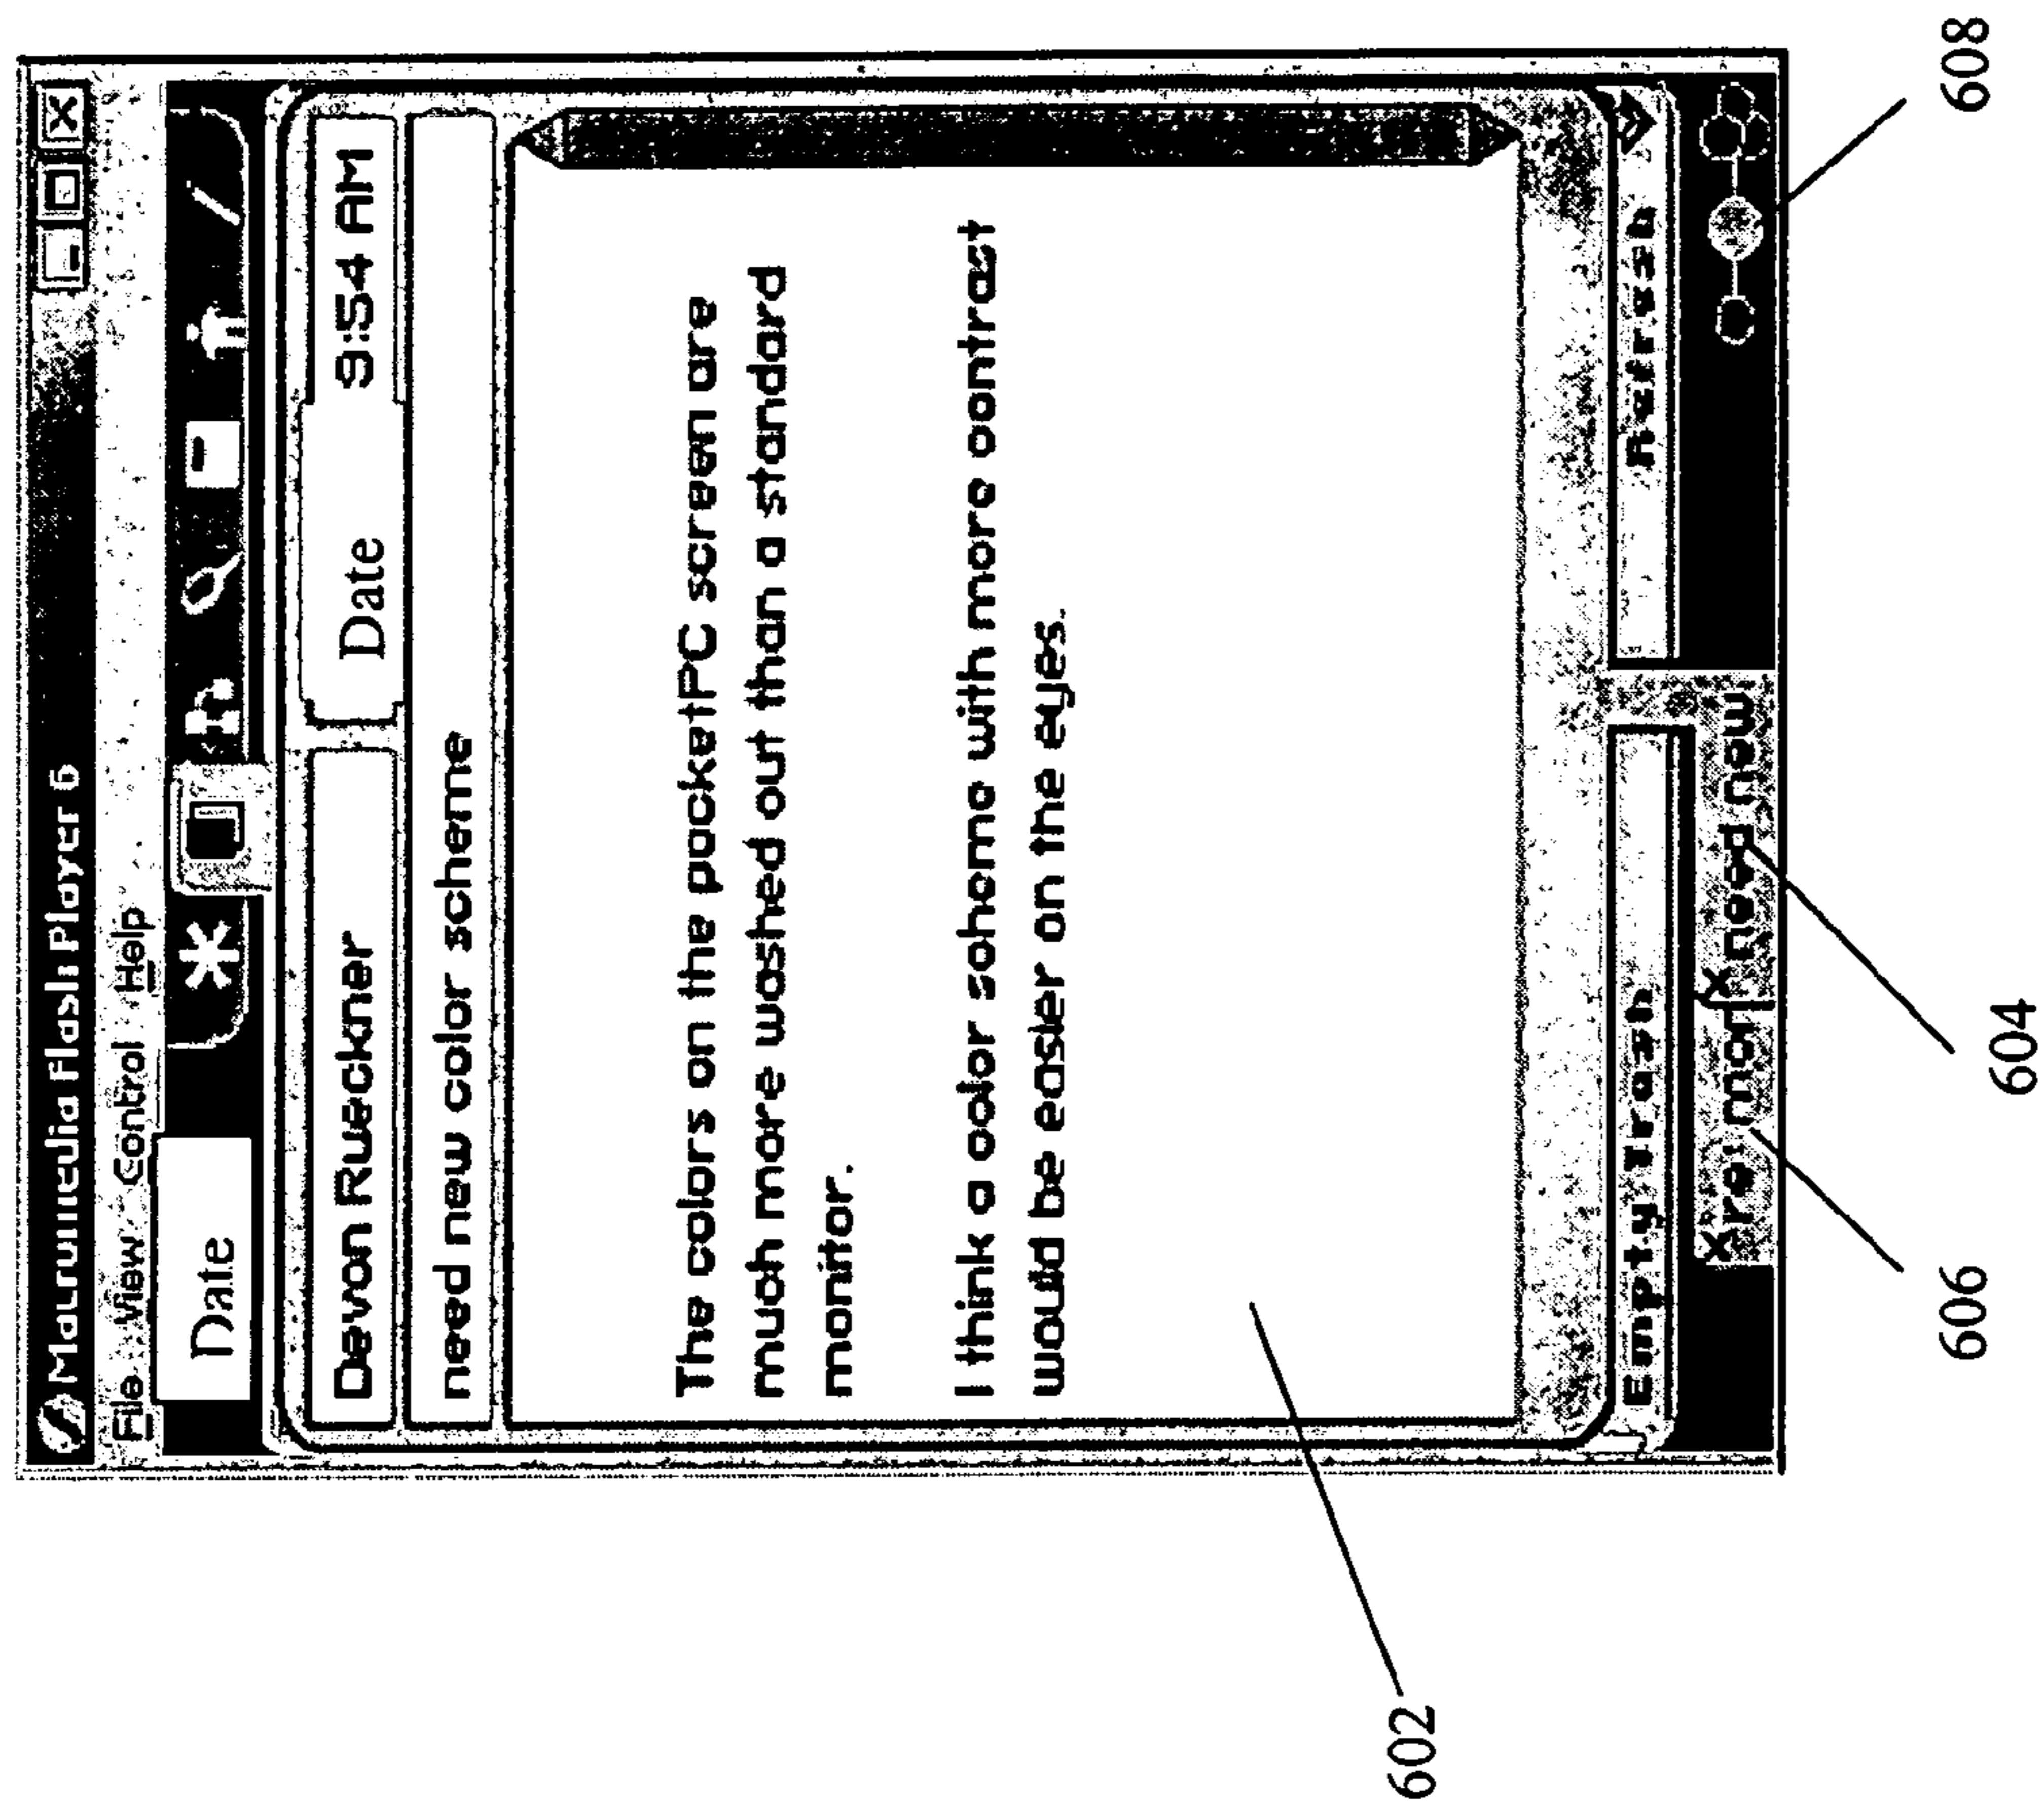 Macromedia Flash Player 6
File View Control Help
Date
Devon Rueckner
Date 9:54 AM
need new color scheme
The colors on the pocketPC screen are
much more washed out than a standard
monitor.
I think a color scheme with more contrast
would be easier on the eyes.
Empty Trash
Refresh
X re: mon
X need new
602
606
604
608